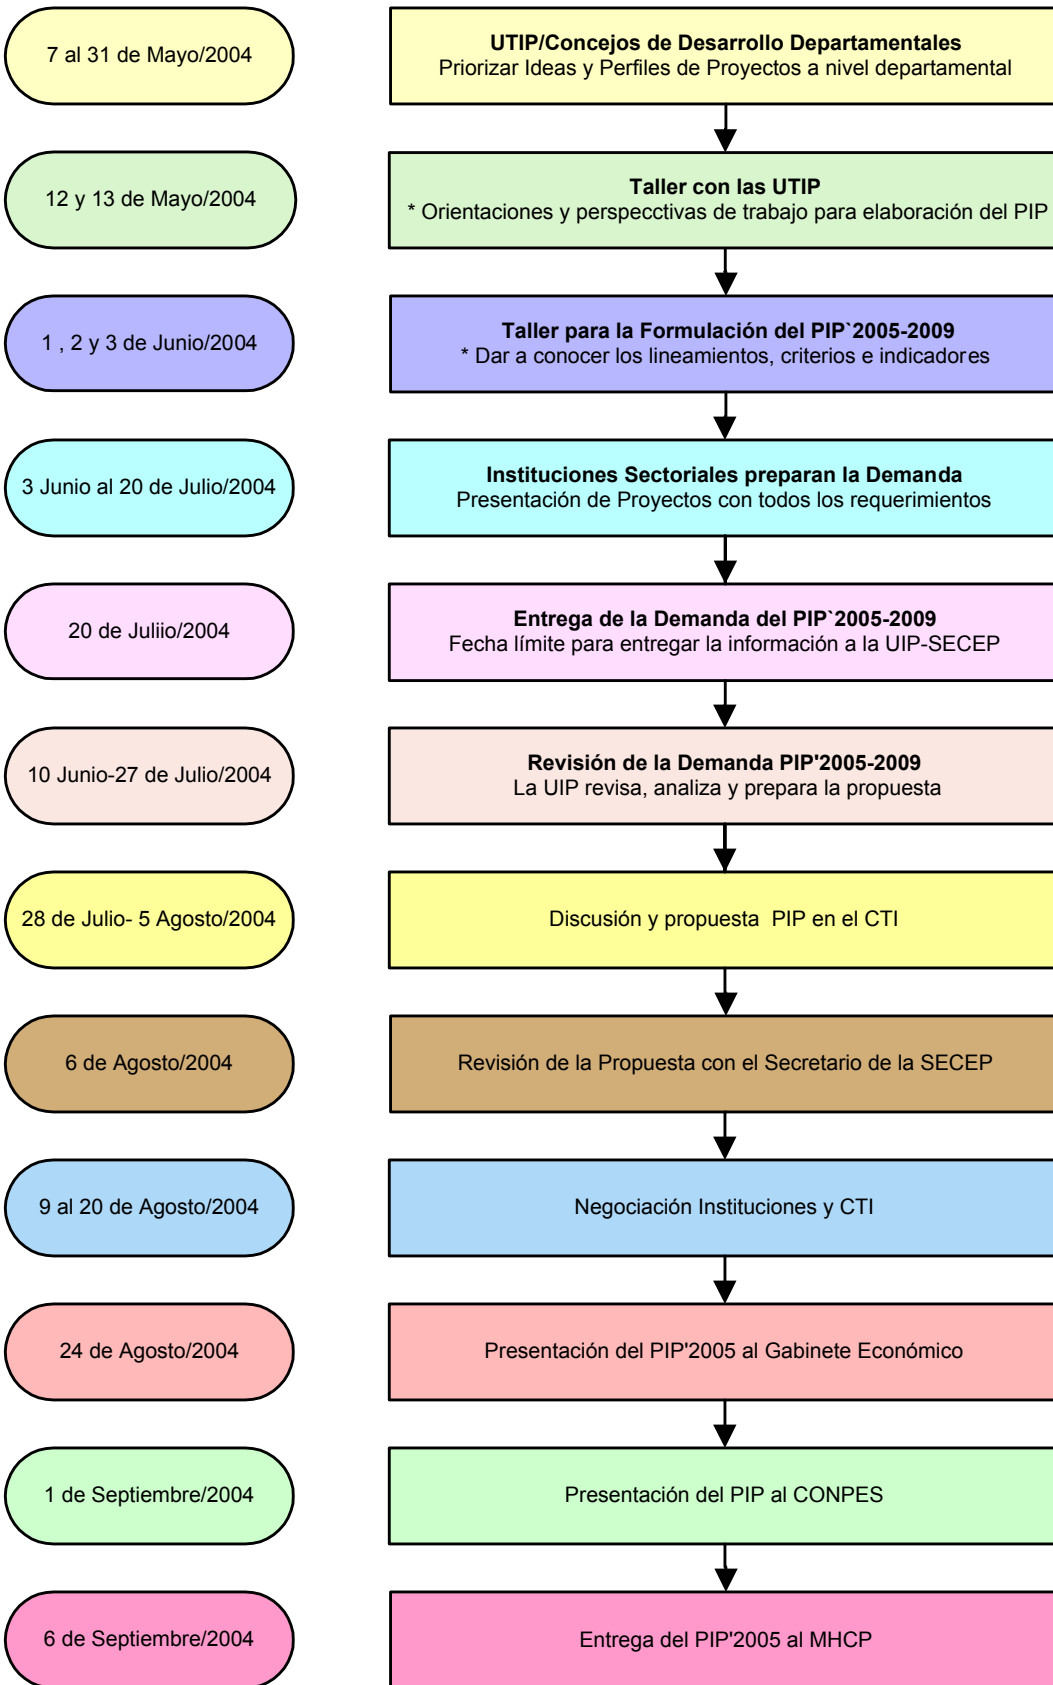 7 al 31 de Mayo/2004
UTIP/Concejos de Desarrollo Departamentales
Priorizar Ideas y Perfiles de Proyectos a nivel departamental
12 y 13 de Mayo/2004
Taller con las UTIP
* Orientaciones y perspecctivas de trabajo para elaboración del PIP
1 , 2 y 3 de Junio/2004
Taller para la Formulación del PIP`2005-2009
* Dar a conocer los lineamientos, criterios e indicadores
3 Junio al 20 de Julio/2004
Instituciones Sectoriales preparan la Demanda
Presentación de Proyectos con todos los requerimientos
20 de Juliio/2004
Entrega de la Demanda del PIP`2005-2009
Fecha límite para entregar la información a la UIP-SECEP
10 Junio-27 de Julio/2004
Revisión de la Demanda PIP'2005-2009
La UIP revisa, analiza y prepara la propuesta
28 de Julio- 5 Agosto/2004
Discusión y propuesta  PIP en el CTI
6 de Agosto/2004
Revisión de la Propuesta con el Secretario de la SECEP
9 al 20 de Agosto/2004
Negociación Instituciones y CTI
24 de Agosto/2004
Presentación del PIP'2005 al Gabinete Económico
1 de Septiembre/2004
Presentación del PIP al CONPES
6 de Septiembre/2004
Entrega del PIP'2005 al MHCP